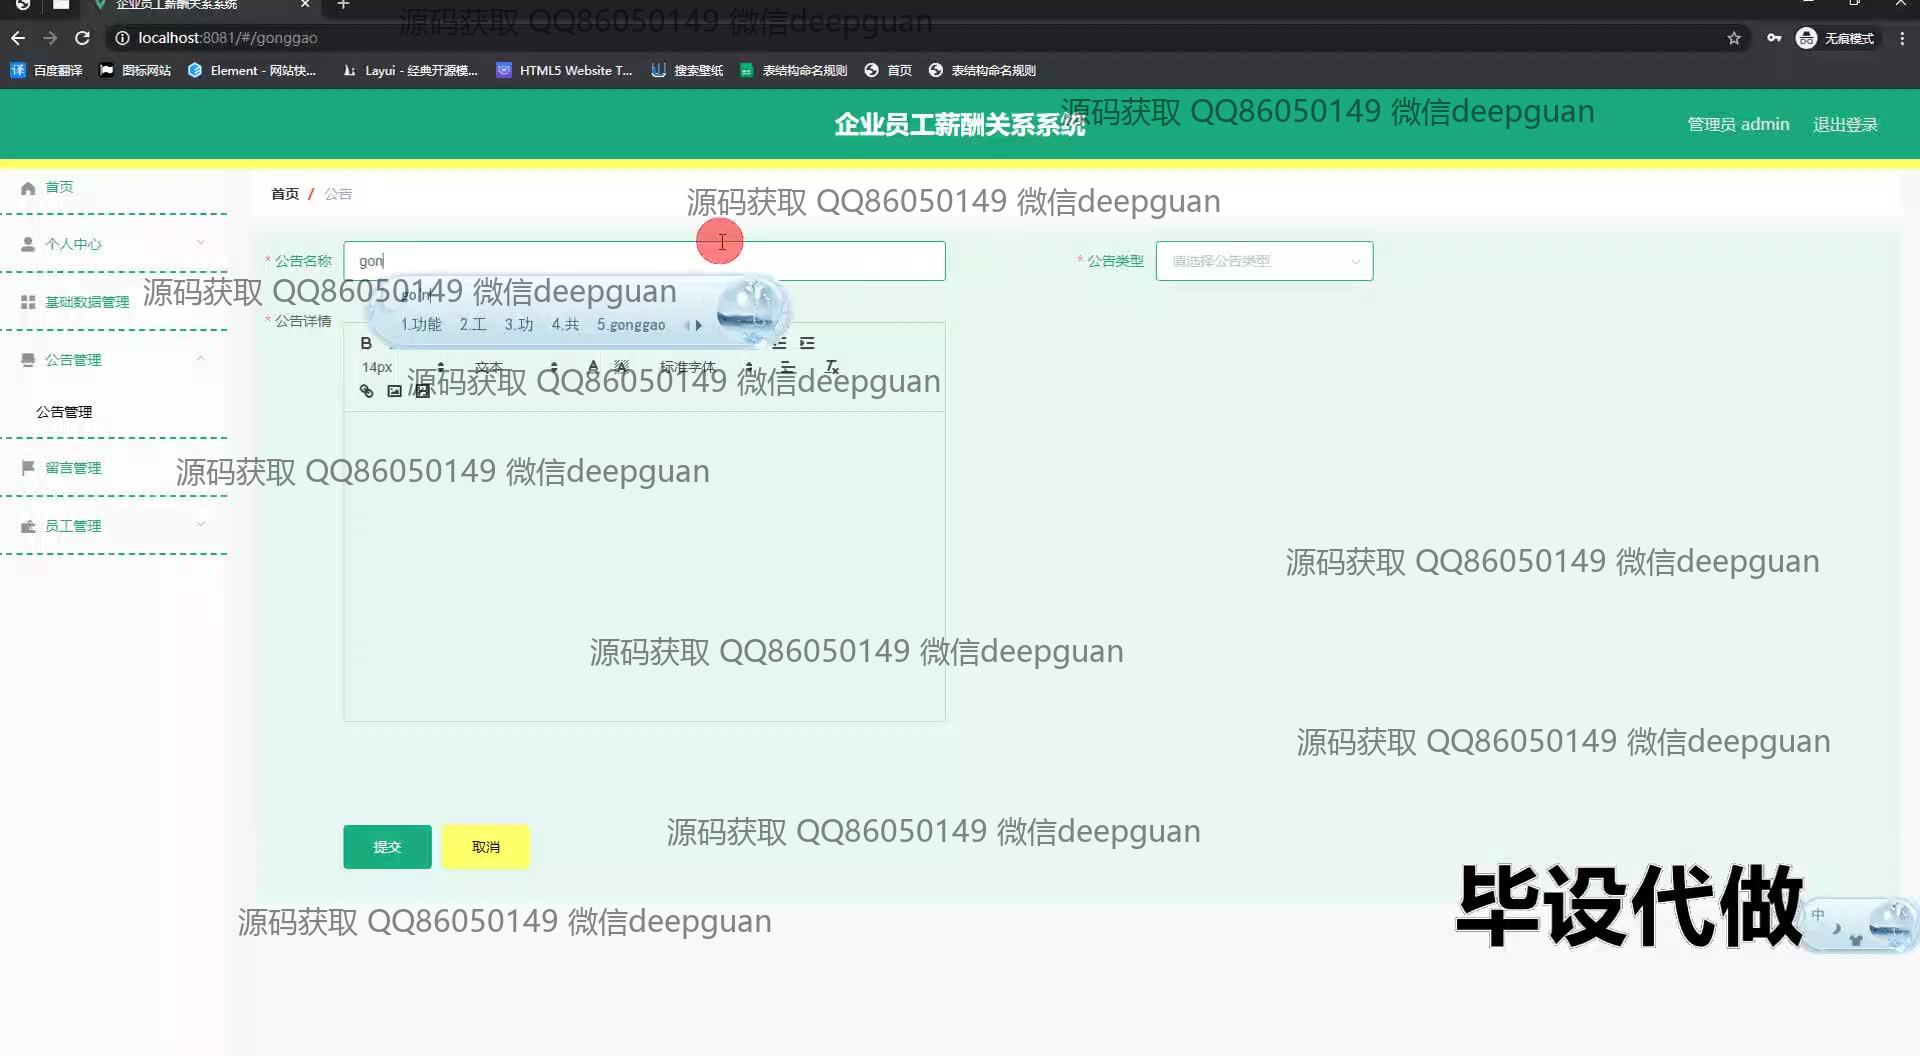 企业员工薪酬关系系统
源码获取 QQ86050149 微信deepguan
localhost:8081/#/gonggao
无痕模式
百度翻译
图标网站
Element - 网站快...
Layui - 经典开源模...
HTML5 Website T...
搜索壁纸
表结构命名规则
首页
表结构命名规则
企业员工薪酬关系系统
源码获取 QQ86050149 微信deepguan
管理员 admin
退出登录
首页
个人中心
基础数据管理
公告管理
公告管理
留言管理
员工管理
首页 / 公告
源码获取 QQ86050149 微信deepguan
* 公告名称
gon
* 公告类型
请选择公告类型
源码获取 QQ86050149 微信deepguan
1.功能 2.工 3.功 4.共 5.gonggao
* 公告详情
B
14px
文本
标准字体
源码获取 QQ86050149 微信deepguan
源码获取 QQ86050149 微信deepguan
源码获取 QQ86050149 微信deepguan
源码获取 QQ86050149 微信deepguan
源码获取 QQ86050149 微信deepguan
提交
取消
源码获取 QQ86050149 微信deepguan
毕设代做
中
源码获取 QQ86050149 微信deepguan